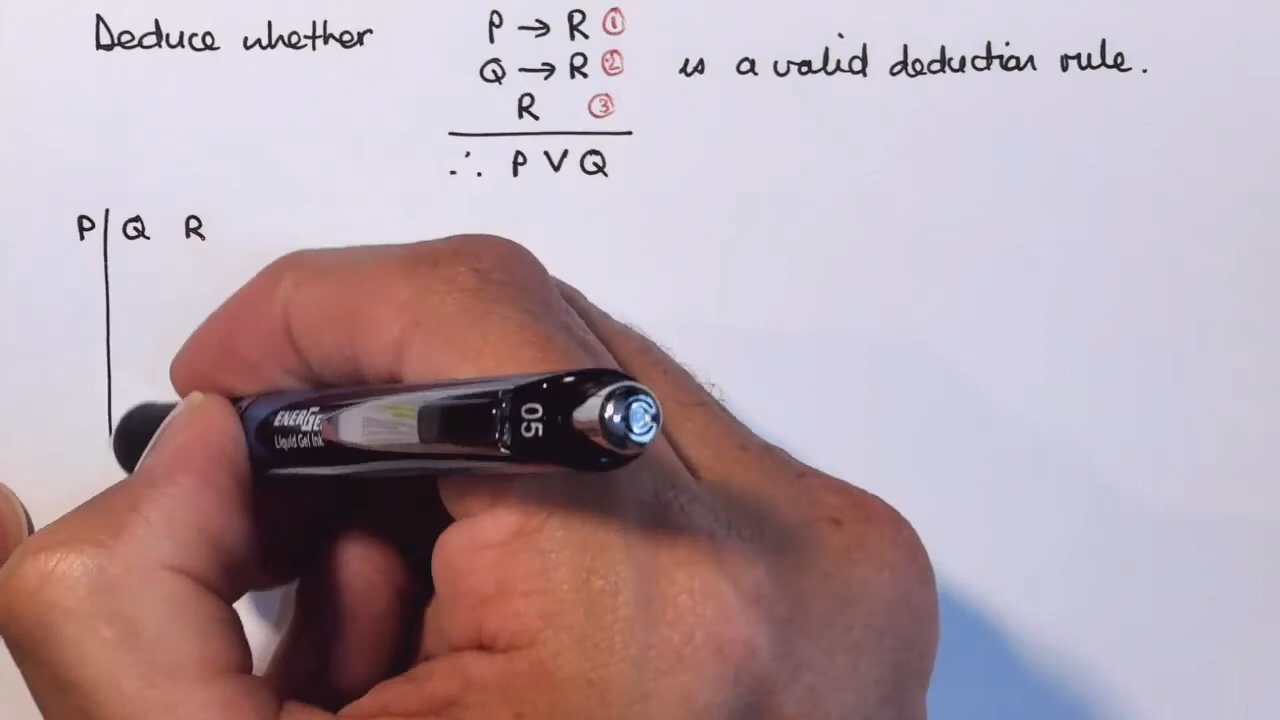 Deduce whether
P → R ①
Q → R ②
R ③
∴ P V Q
is a valid deduction rule.
P Q R
ENERGEL
Liquid Gel Ink
05